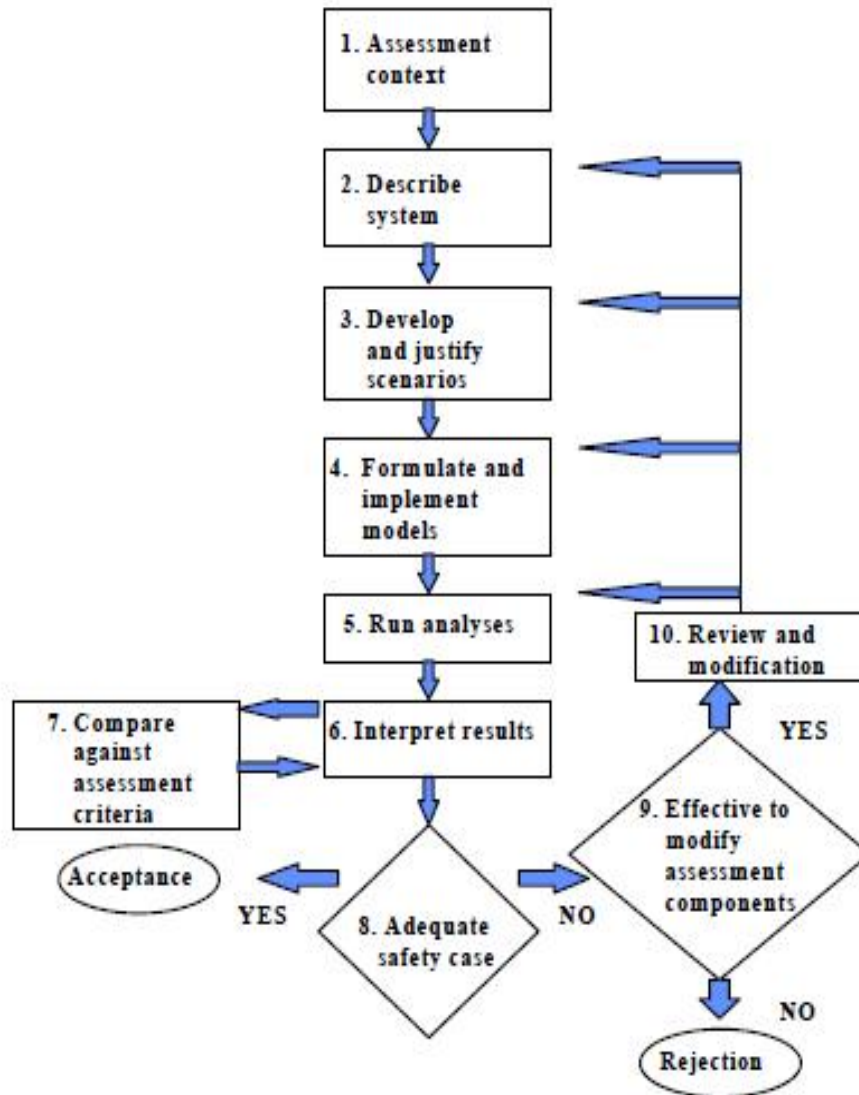 1. Assessment
context
2. Describe
system
3. Develop
and justify
scenarios
4. Formulate and
implement
models
5. Run analyses
10. Review and
modification
7. Compare
against
assessment
criteria
6. Interpret results
YES
9. Effective to
modify
assessment
components
Acceptance
YES
NO
8. Adequate
safety case
NO
Rejection